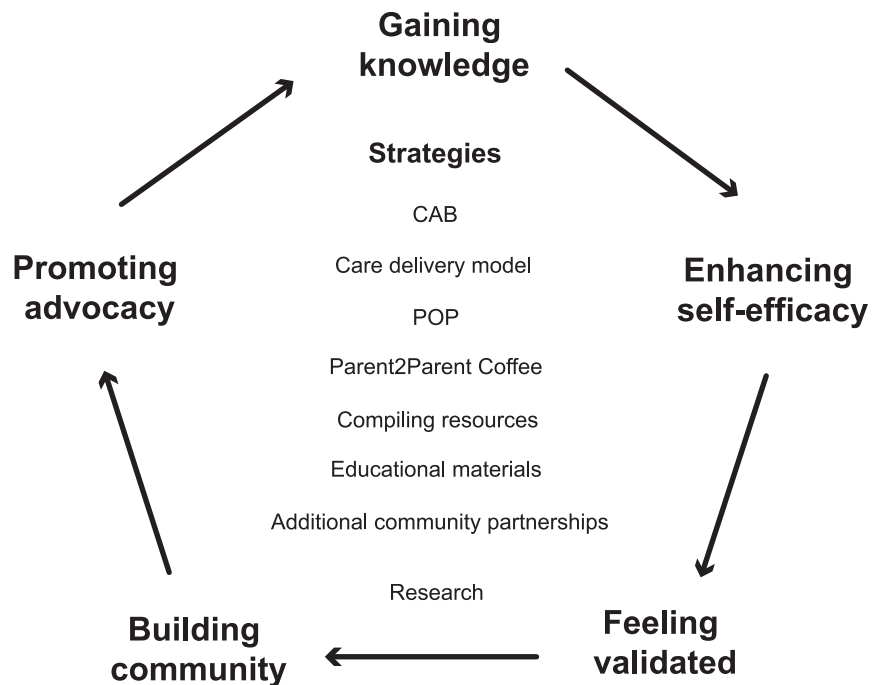 Gaining
knowledge
Strategies
CAB
Care delivery model
POP
Parent2Parent Coffee
Compiling resources
Educational materials
Additional community partnerships
Research
Enhancing
self-efficacy
Feeling
validated
Building
community
Promoting
advocacy